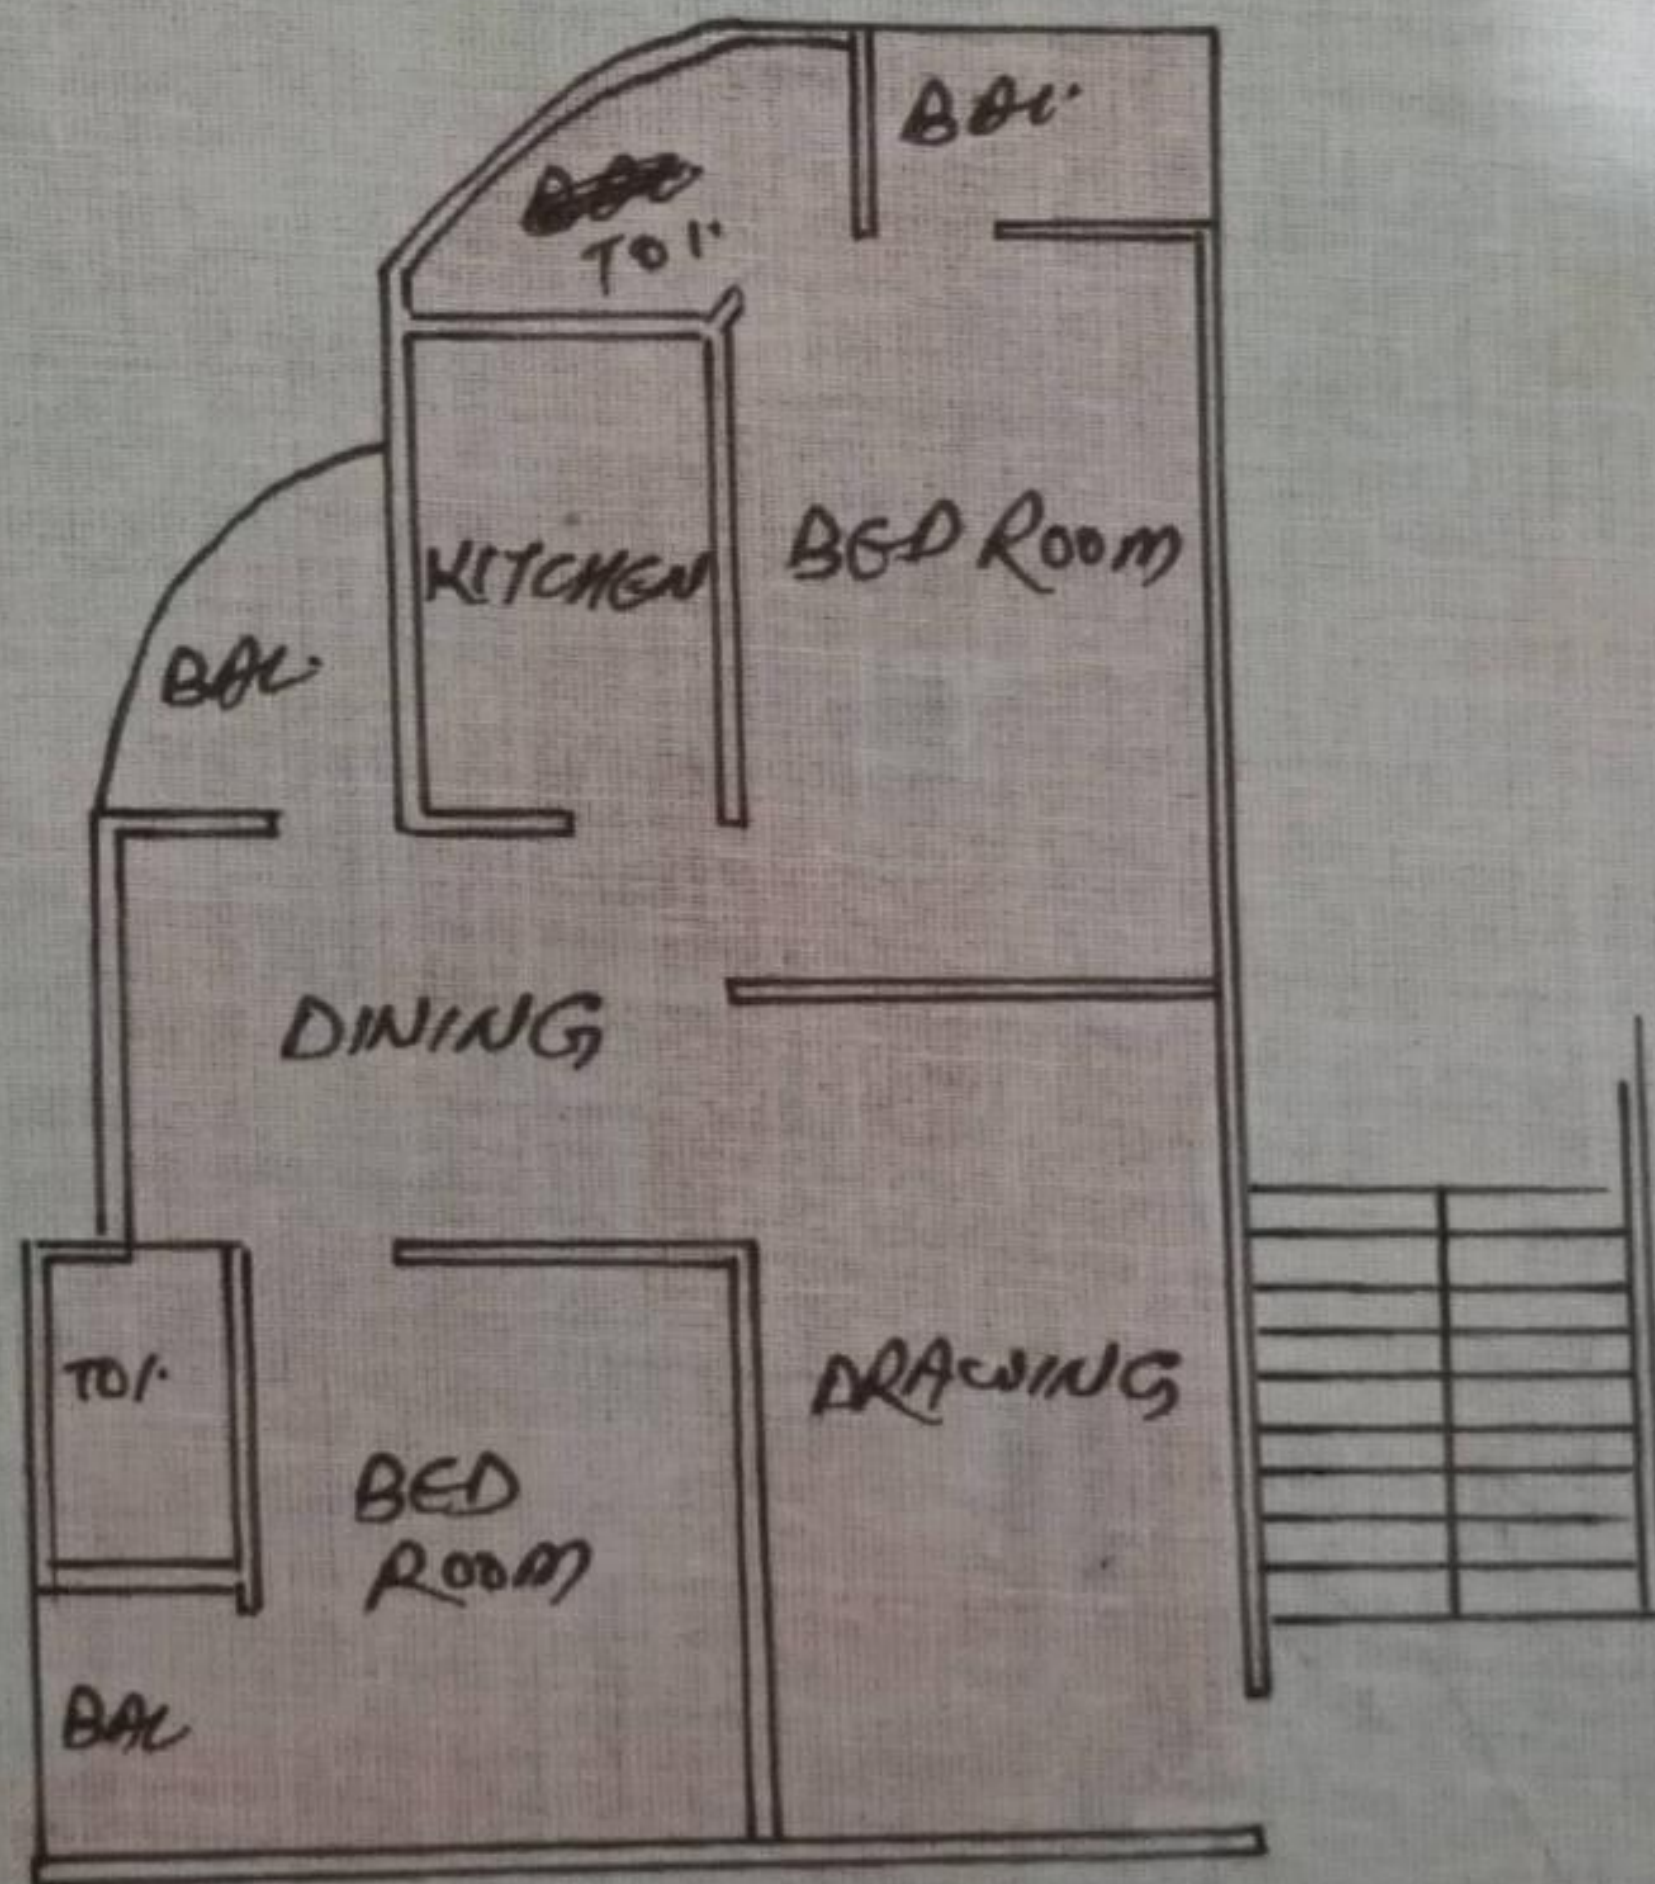 BAL.
TOI.
KITCHEN
BED ROOM
BAL.
DINING
TOI.
BED
ROOM
DRAWING
BAL